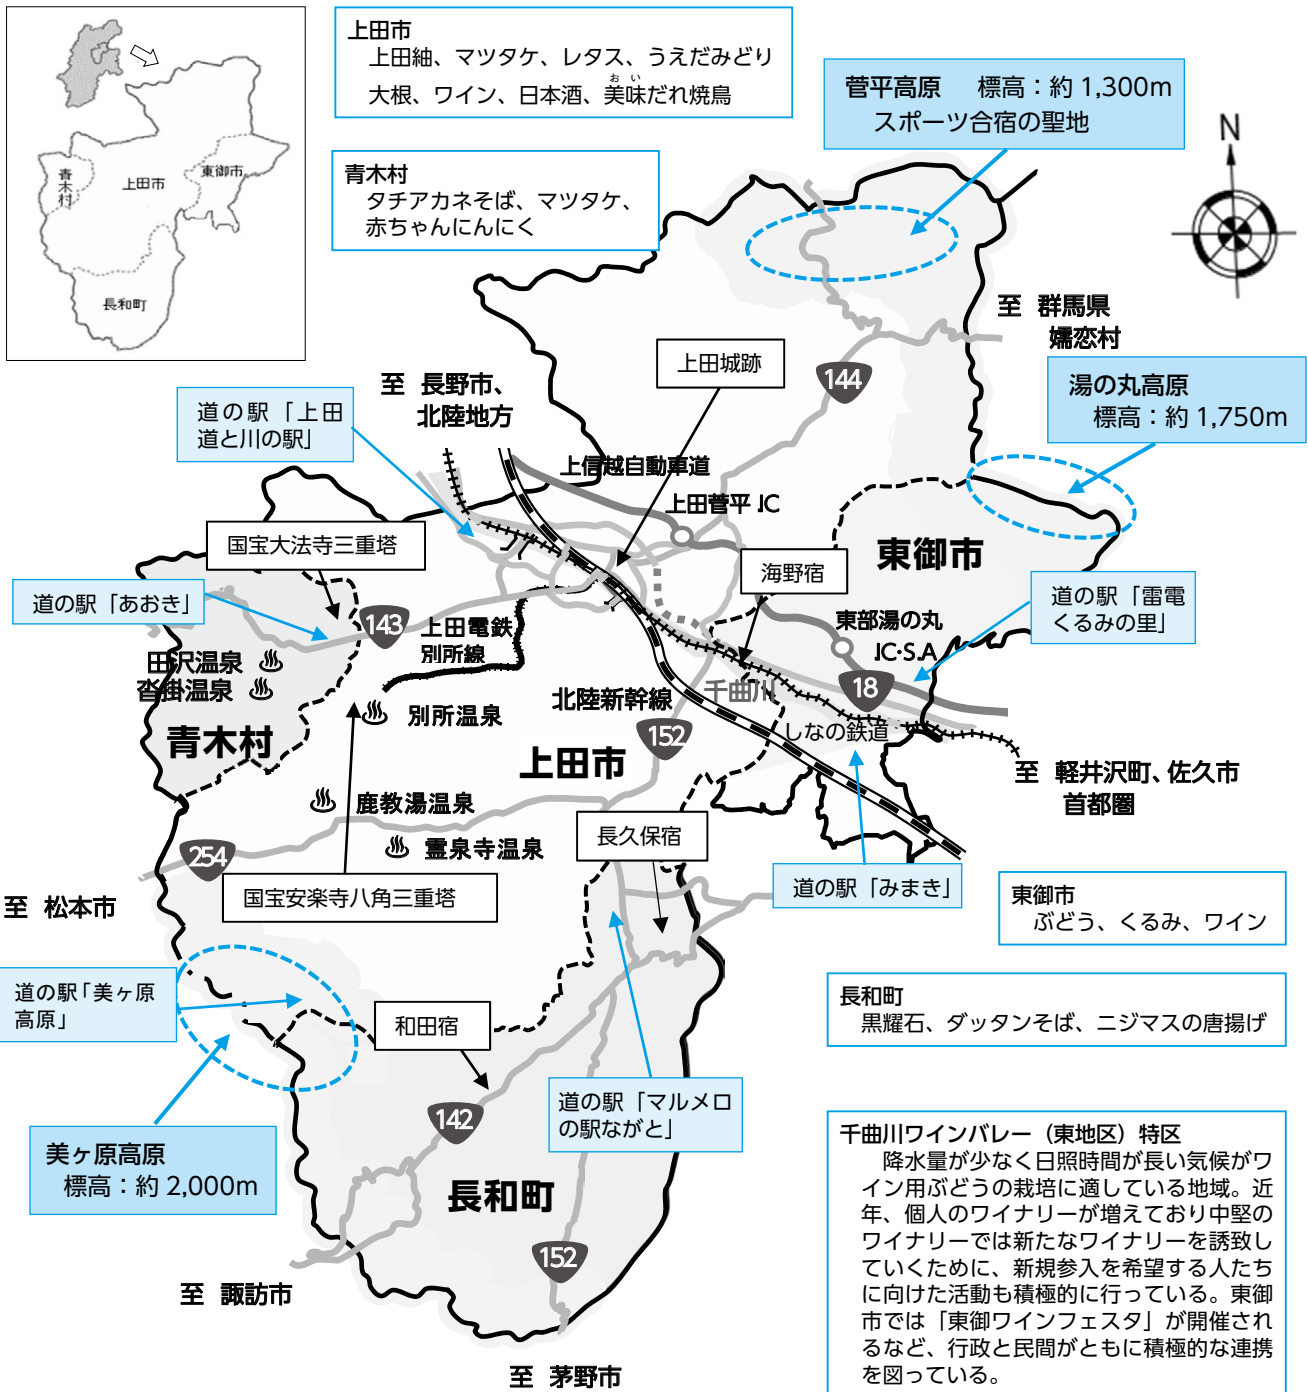 青木村
上田市
東御市
長和町
上田市
上田紬、マツタケ、レタス、うえだみどり
大根、ワイン、日本酒、美味だれ焼鳥
おい
青木村
タチアカネそば、マツタケ、
赤ちゃんにんにく
菅平高原 標高：約 1,300m
スポーツ合宿の聖地
N
至 群馬県
嬬恋村
湯の丸高原
標高：約 1,750m
上田城跡
144
至 長野市、
北陸地方
道の駅「上田
道と川の駅」
上信越自動車道
上田菅平 JC
国宝大法寺三重塔
海野宿
東御市
道の駅「雷電
くるみの里」
道の駅「あおき」
143
上田電鉄
別所線
東部湯の丸
JC･S.A
田沢温泉
沓掛温泉
別所温泉
北陸新幹線
千曲川
18
しなの鉄道
青木村
上田市
152
至 軽井沢町、佐久市
首都圏
鹿教湯温泉
霊泉寺温泉
長久保宿
254
国宝安楽寺八角三重塔
道の駅「みまき」
至 松本市
東御市
ぶどう、くるみ、ワイン
道の駅「美ヶ原
高原」
和田宿
長和町
黒耀石、ダッタンそば、ニジマスの唐揚げ
道の駅「マルメロ
の駅ながと」
142
美ヶ原高原
標高：約 2,000m
長和町
152
至 諏訪市
至 茅野市
千曲川ワインバレー（東地区）特区
降水量が少なく日照時間が長い気候がワ
イン用ぶどうの栽培に適している地域。近
年、個人のワイナリーが増えており中堅の
ワイナリーでは新たなワイナリーを誘致し
ていくために、新規参入を希望する人たち
に向けた活動も積極的に行っている。東御
市では「東御ワインフェスタ」が開催され
るなど、行政と民間がともに積極的な連携
を図っている。